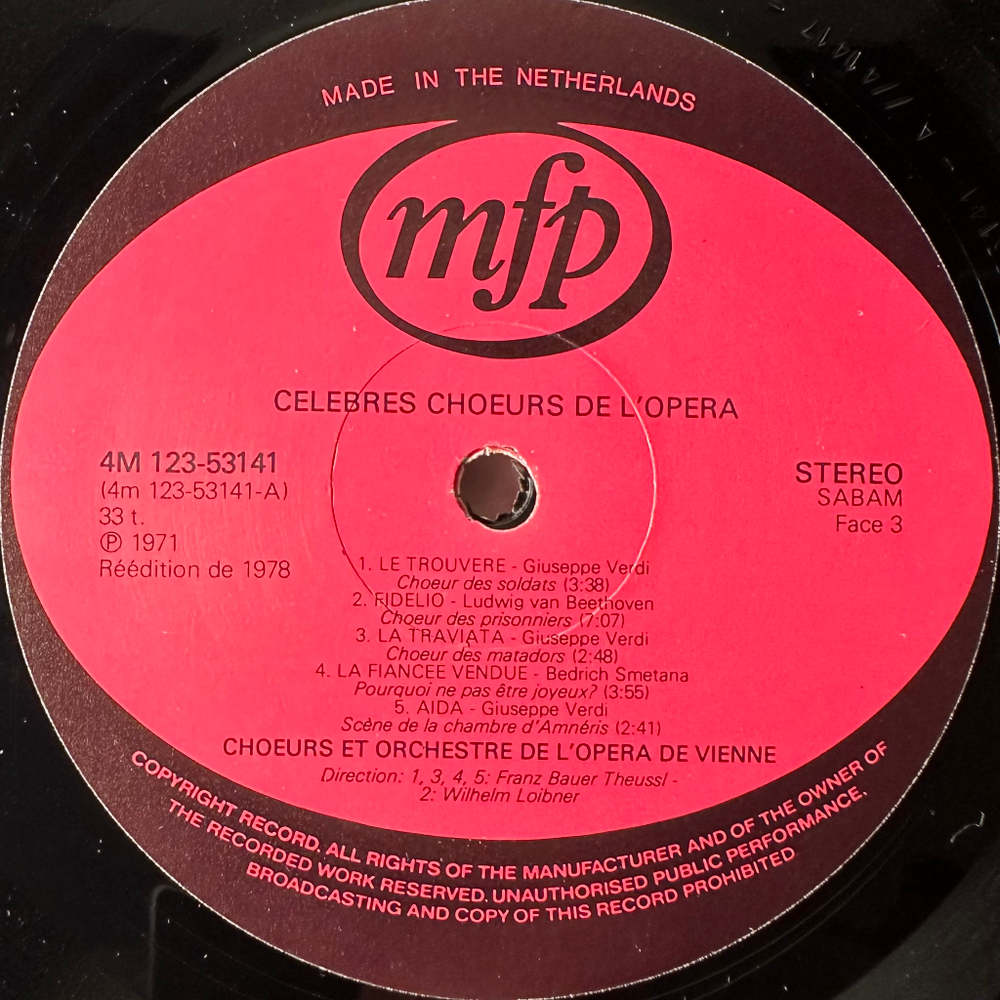 MADE IN THE NETHERLANDS
mfp
CELEBRES CHOEURS DE L'OPERA
4M 123-53141
(4m 123-53141-A)
33 t.
℗ 1971
Réédition de 1978
STEREO
SABAM
Face 3
1. LE TROUVERE - Giuseppe Verdi
Choeur des soldats (3:38)
2. FIDELIO - Ludwig van Beethoven
Choeur des prisonniers (7:07)
3. LA TRAVIATA - Giuseppe Verdi
Choeur des matadors (2:48)
4. LA FIANCEE VENDUE - Bedrich Smetana
Pourquoi ne pas être joyeux? (3:55)
5. AIDA - Giuseppe Verdi
Scène de la chambre d'Amnéris (2:41)
CHOEURS ET ORCHESTRE DE L'OPERA DE VIENNE
Direction: 1, 3, 4, 5: Franz Bauer Theussl -
2: Wilhelm Loibner
COPYRIGHT RECORD. ALL RIGHTS OF THE MANUFACTURER AND OF THE OWNER OF
THE RECORDED WORK RESERVED. UNAUTHORISED PUBLIC PERFORMANCE,
BROADCASTING AND COPY OF THIS RECORD PROHIBITED